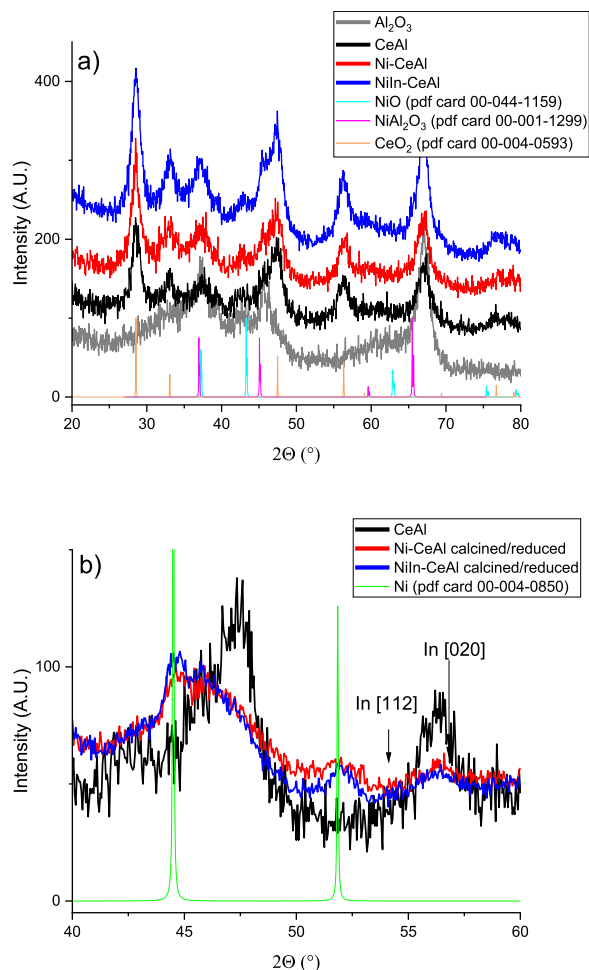 a)
Al₂O₃
CeAl
Ni-CeAl
NiIn-CeAl
NiO (pdf card 00-044-1159)
NiAl₂O₃ (pdf card 00-001-1299)
CeO₂ (pdf card 00-004-0593)
Intensity (A.U.)
400
200
0
20 30 40 50 60 70 80
2Θ (°)
b)
CeAl
Ni-CeAl calcined/reduced
NiIn-CeAl calcined/reduced
Ni (pdf card 00-004-0850)
In [020]
In [112]
Intensity (A.U.)
100
0
40 45 50 55 60
2Θ (°)